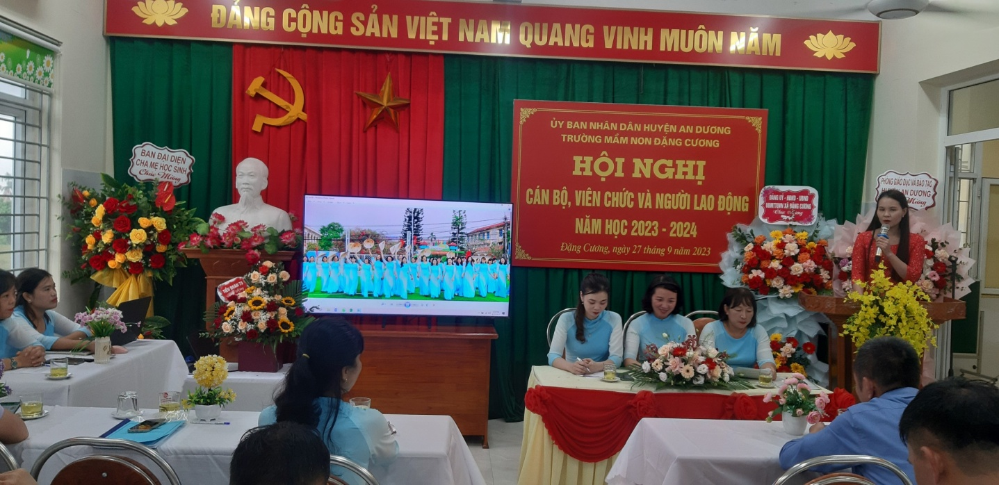 ĐẢNG CỘNG SẢN VIỆT NAM QUANG VINH MUÔN NĂM
BAN ĐẠI DIỆN
CHA MẸ HỌC SINH
Chúc Mừng
ỦY BAN NHÂN DÂN HUYỆN AN DƯƠNG
TRƯỜNG MẦM NON ĐẶNG CƯƠNG
HỘI NGHỊ
CÁN BỘ, VIÊN CHỨC VÀ NGƯỜI LAO ĐỘNG
NĂM HỌC 2023 - 2024
Đặng Cương, ngày 27 tháng 9 năm 2023
ĐẢNG ỦY - HĐND - UBND
UBMTTQVN XÃ ĐẶNG CƯƠNG
Chúc Mừng
PHÒNG GIÁO DỤC VÀ ĐÀO TẠO
HUYỆN AN DƯƠNG
Mừng
TIỂU ĐOÀN 73